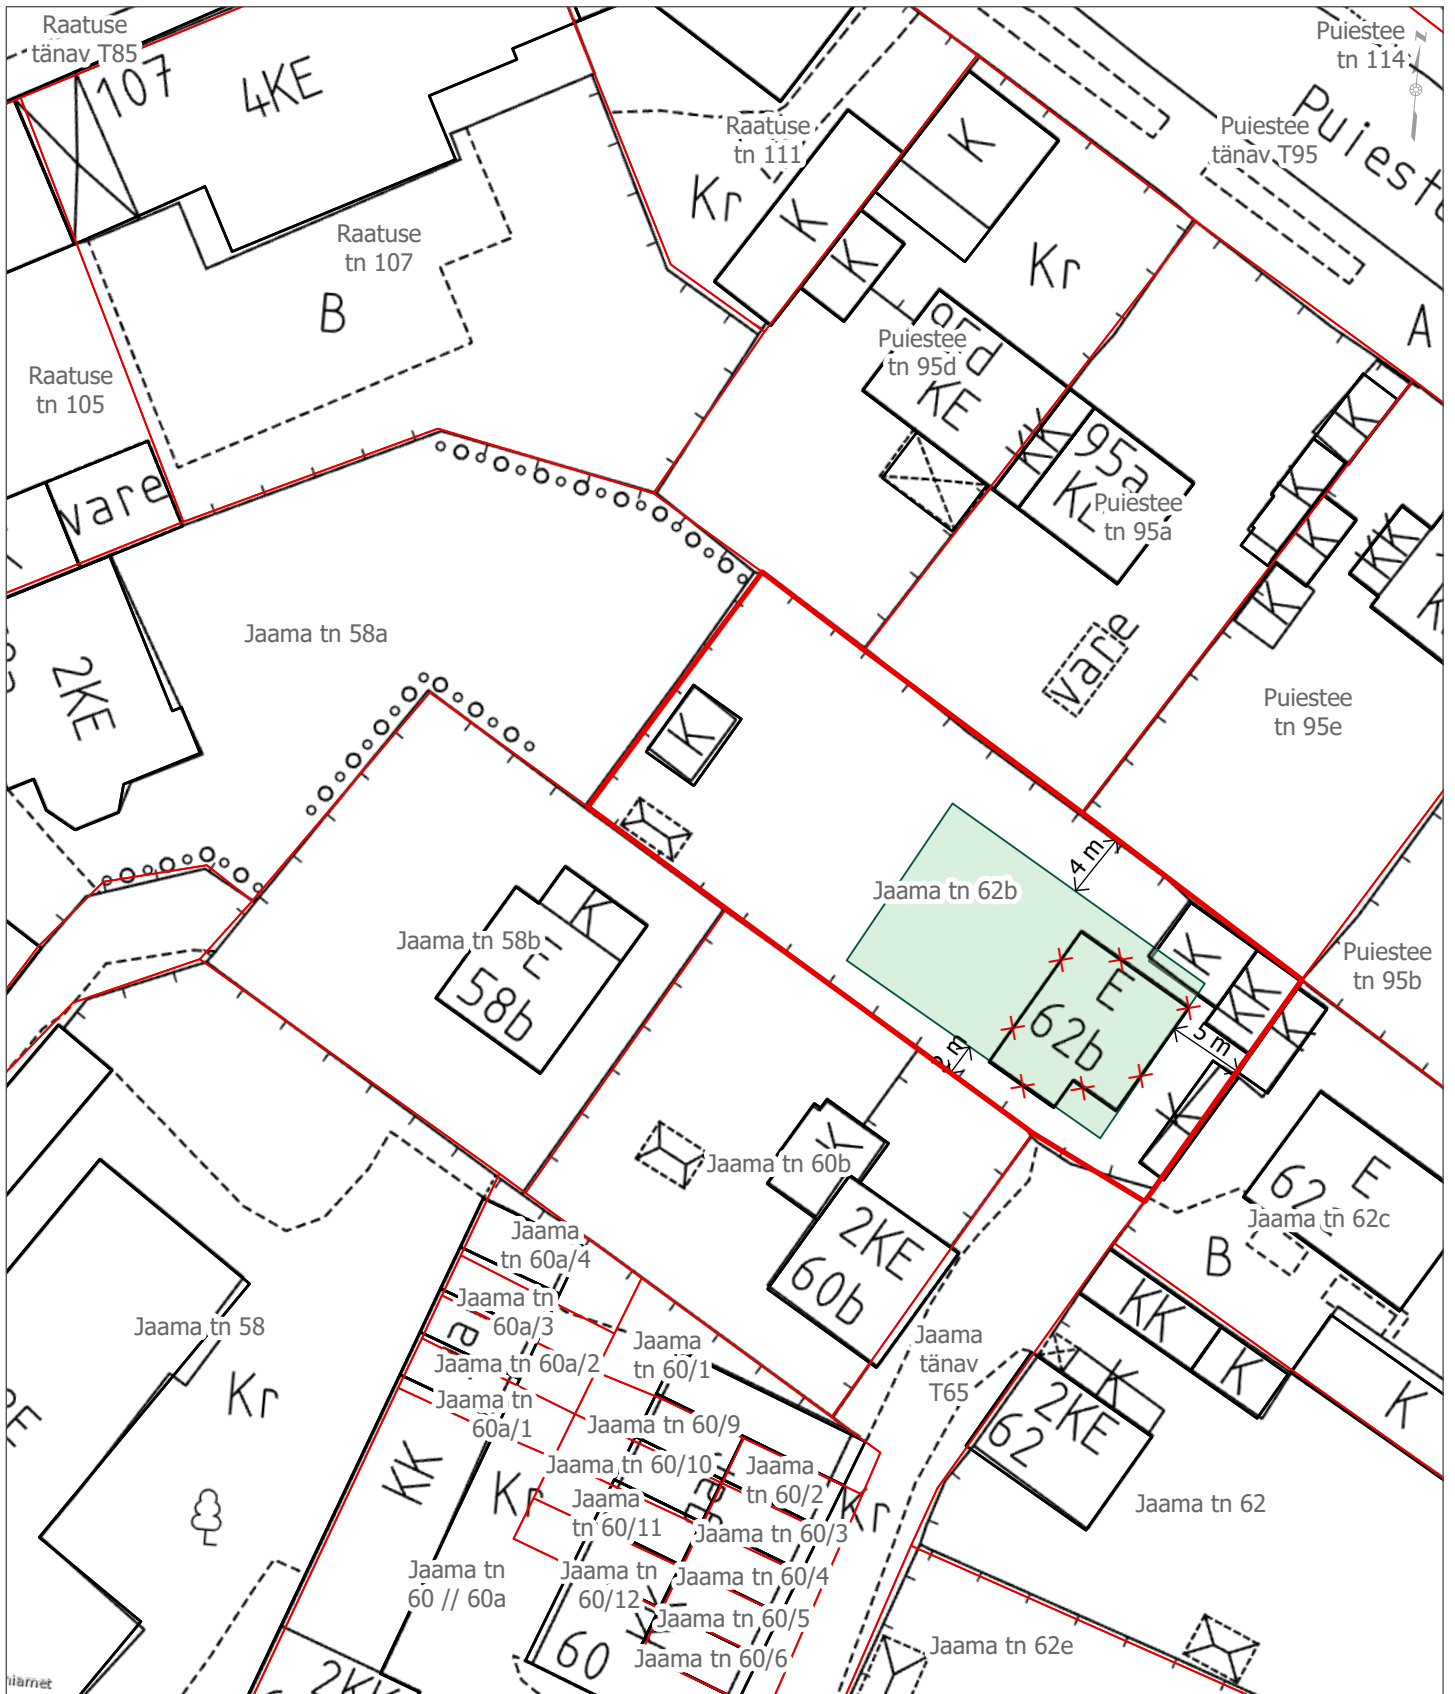 Raatuse
tänav T85
107
4KE
Puiestee
tn 114
Puiestee
tänav T95
Raatuse
tn 111
K
Kr
K
K
Kr
Raatuse
tn 107
B
A
Puiestee
tn 95d
KE
Raatuse
tn 105
vare
KK
95a
Puiestee
tn 95a
K
K
K
KK
K
Jaama tn 58a
vare
2KE
Puiestee
tn 95e
K
4 m
Jaama tn 62b
K
Jaama tn 58b
E
58b
K
KK
K
E
62b
5 m
Puiestee
tn 95b
K
K
Jaama tn 60b
2KE
60b
E
Jaama tn 62c
B
Jaama
tn 60a/4
Jaama tn
60a/3
Jaama tn 60a/2
Jaama tn
60a/1
Jaama
tn 60/1
Jaama
tänav
T65
KK
K
K
Jaama tn 58
Kr
K
2KE
62
Jaama tn 60/9
Jaama tn 60/10
Jaama
tn 60/2
KK
Kr
Jaama
tn 60/11
Kr
Jaama tn 62
Jaama tn 60/3
Jaama tn
60 // 60a
Jaama tn
60/12
Jaama tn 60/4
Jaama tn 60/5
Jaama tn 60/6
60
Jaama tn 62e